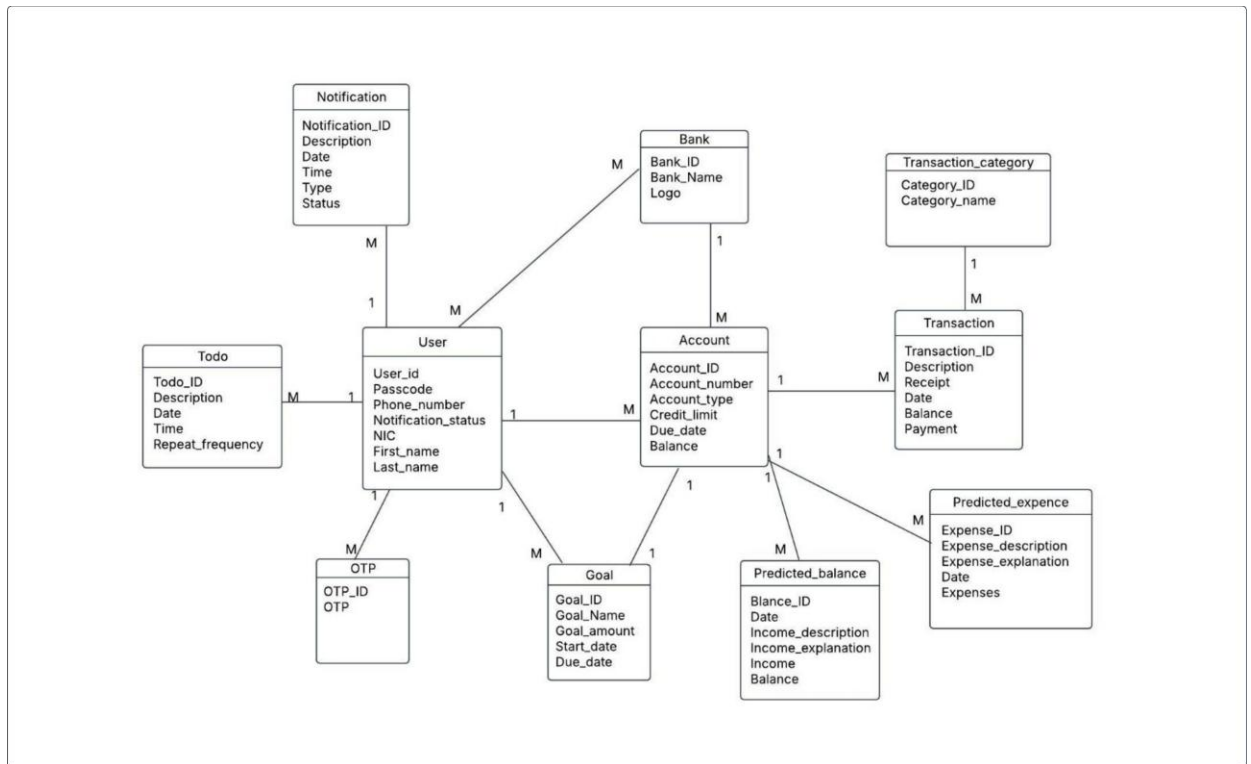 Notification
Notification_ID
Description
Date
Time
Type
Status
M
1
Bank
Bank_ID
Bank_Name
Logo
M
M
1
M
Transaction_category
Category_ID
Category_name
1
M
Todo
Todo_ID
Description
Date
Time
Repeat_frequency
M
1
User
User_id
Passcode
Phone_number
Notification_status
NIC
First_name
Last_name
1
M
Account
Account_ID
Account_number
Account_type
Credit_limit
Due_date
Balance
1
M
Transaction
Transaction_ID
Description
Receipt
Date
Balance
Payment
1
M
OTP
OTP_ID
OTP
1
M
Goal
Goal_ID
Goal_Name
Goal_amount
Start_date
Due_date
1
1
1
M
Predicted_balance
Blance_ID
Date
Income_description
Income_explanation
Income
Balance
1
M
Predicted_expence
Expense_ID
Expense_description
Expense_explanation
Date
Expenses